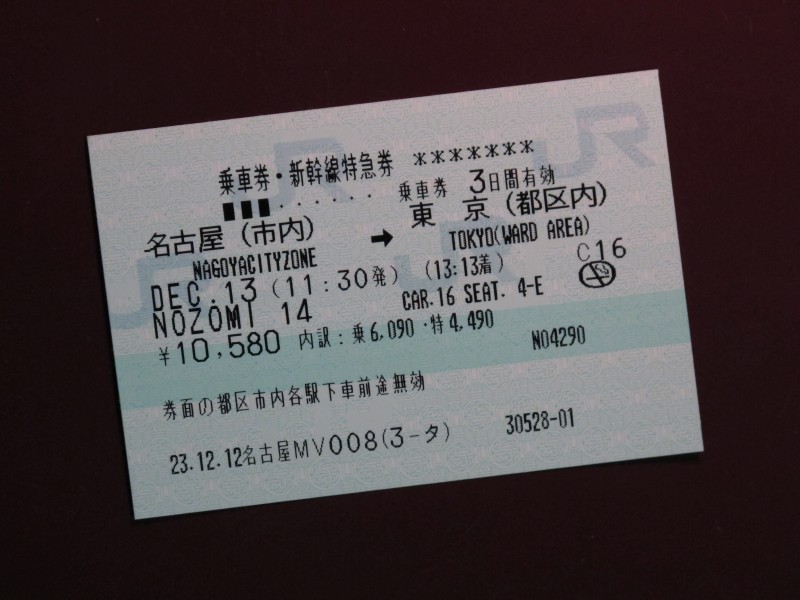 乗車券・新幹線特急券 *******
■■■・・・・・・ 乗車券 3日間有効
名古屋(市内) ➡ 東 京(都区内)
NAGOYACITYZONE TOKYO(WARD AREA)
DEC.13(11:30発) (13:13着) C16
NOZOMI 14 CAR.16 SEAT. 4-E
¥10,580 内訳:乗6,090・特4,490
N04290
券面の都区市内各駅下車前途無効
23.12.12名古屋MV008(3-タ) 30528-01
JR
JR
JR
JR